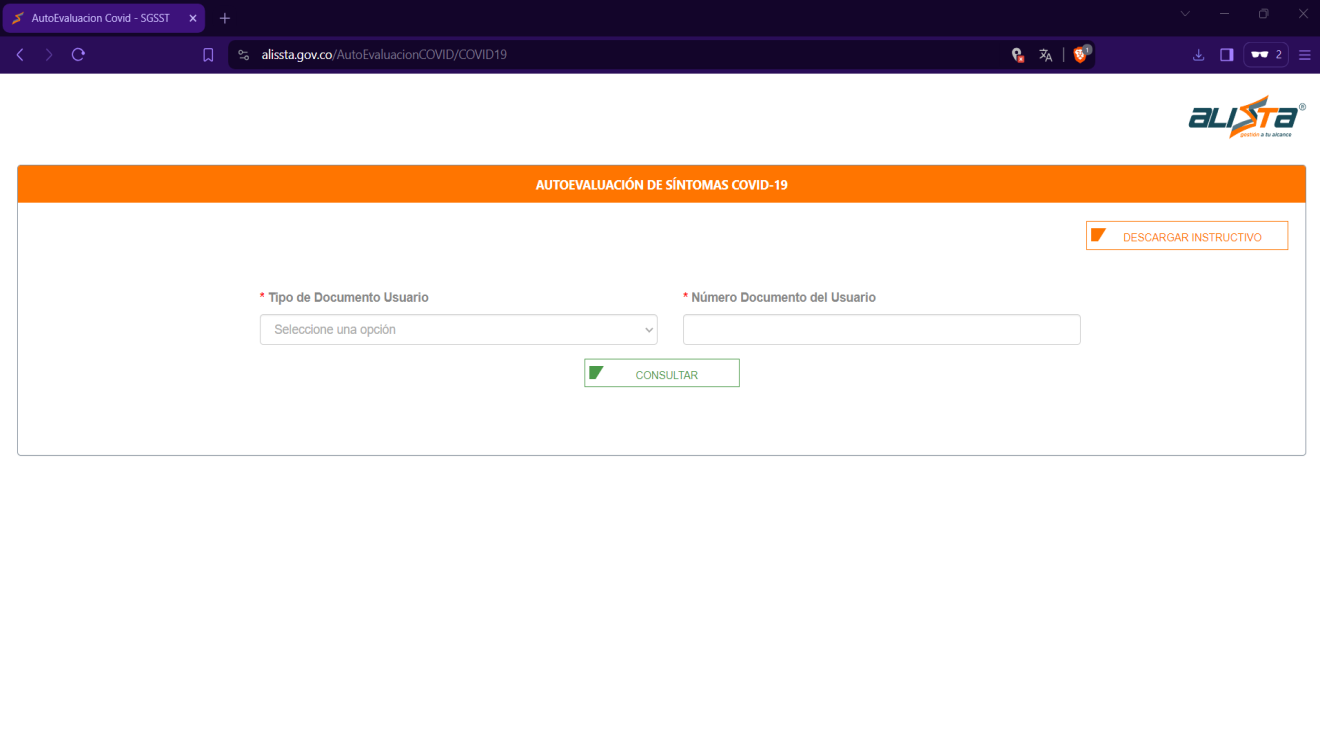 AutoEvaluacion Covid - SGSST
alissta.gov.co/AutoEvaluacionCOVID/COVID19
1
2
aLISTa®
gestión a tu alcance
AUTOEVALUACIÓN DE SÍNTOMAS COVID-19
DESCARGAR INSTRUCTIVO
* Tipo de Documento Usuario
* Número Documento del Usuario
Seleccione una opción
CONSULTAR